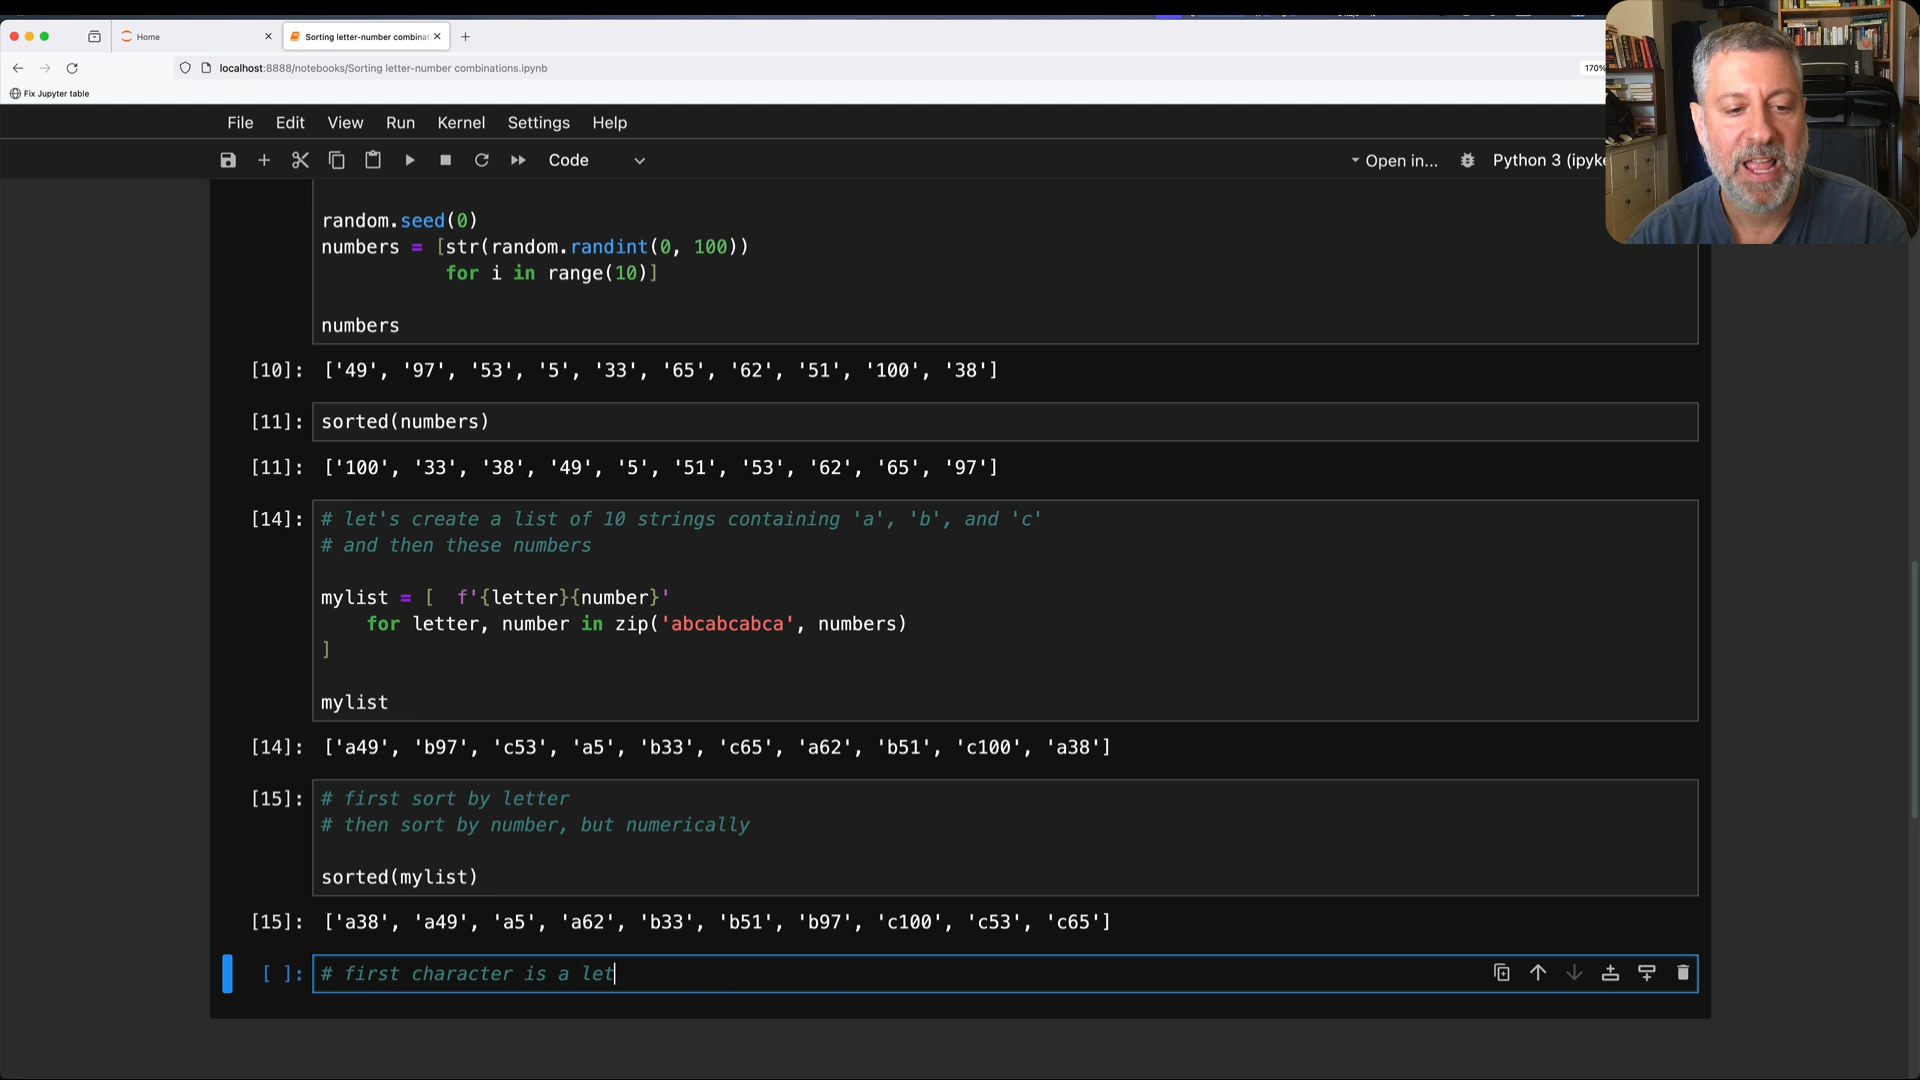 Home
Sorting letter-number combinat
localhost:8888/notebooks/Sorting letter-number combinations.ipynb
170%
Fix Jupyter table
File Edit View Run Kernel Settings Help
Code
Open in...
Python 3 (ipyke
random.seed(0)
numbers = [str(random.randint(0, 100))
for i in range(10)]
numbers
[10]: ['49', '97', '53', '5', '33', '65', '62', '51', '100', '38']
[11]: sorted(numbers)
[11]: ['100', '33', '38', '49', '5', '51', '53', '62', '65', '97']
[14]: # let's create a list of 10 strings containing 'a', 'b', and 'c'
# and then these numbers
mylist = [  f'{letter}{number}'
for letter, number in zip('abcabcabca', numbers)
]
mylist
[14]: ['a49', 'b97', 'c53', 'a5', 'b33', 'c65', 'a62', 'b51', 'c100', 'a38']
[15]: # first sort by letter
# then sort by number, but numerically
sorted(mylist)
[15]: ['a38', 'a49', 'a5', 'a62', 'b33', 'b51', 'b97', 'c100', 'c53', 'c65']
[ ]: # first character is a let